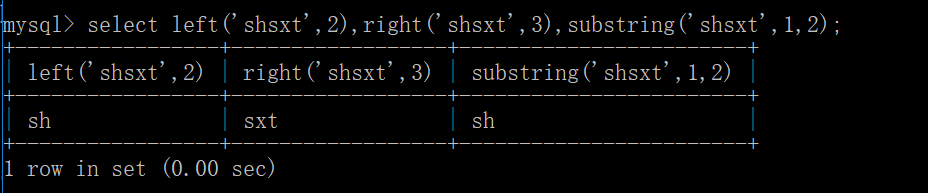 mysql> select left('shsxt',2),right('shsxt',3),substring('shsxt',1,2);
+-----------------+------------------+------------------------+
| left('shsxt',2) | right('shsxt',3) | substring('shsxt',1,2) |
+-----------------+------------------+------------------------+
| sh              | sxt              | sh                     |
+-----------------+------------------+------------------------+
1 row in set (0.00 sec)